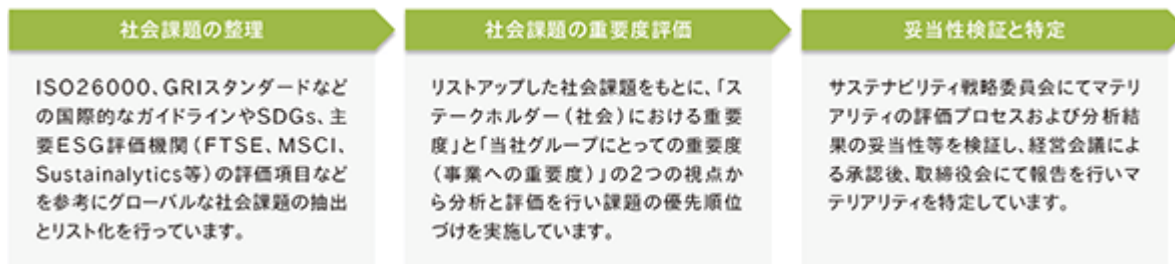 社会課題の整理
ISO26000、GRIスタンダードなど
の国際的なガイドラインやSDGs、主
要ESG評価機関（FTSE、MSCI、
Sustainalytics等）の評価項目など
を参考にグローバルな社会課題の抽出
とリスト化を行っています。
社会課題の重要度評価
リストアップした社会課題をもとに、「ス
テークホルダー（社会）における重要
度」と「当社グループにとっての重要度
（事業への重要度）」の2つの視点か
ら分析と評価を行い課題の優先順位
づけを実施しています。
妥当性検証と特定
サステナビリティ戦略委員会にてマテリ
アリティの評価プロセスおよび分析結
果の妥当性等を検証し、経営会議によ
る承認後、取締役会にて報告を行いマ
テリアリティを特定しています。